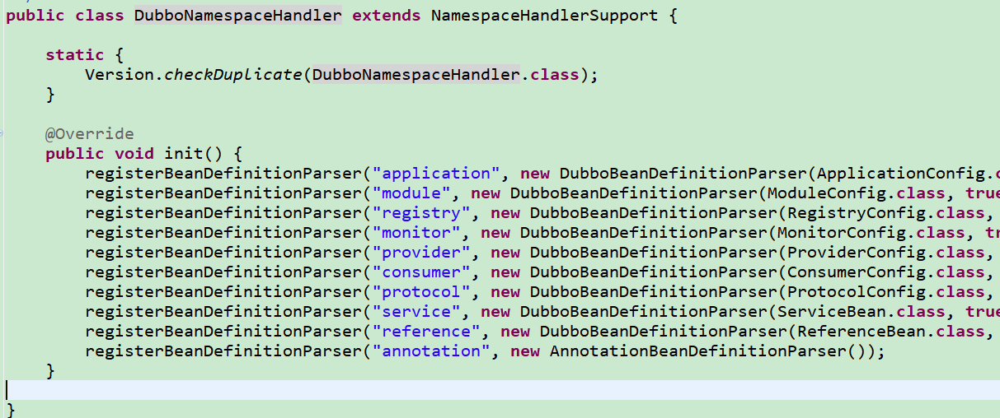 public class DubboNamespaceHandler extends NamespaceHandlerSupport {
static {
Version.checkDuplicate(DubboNamespaceHandler.class);
}
@Override
public void init() {
registerBeanDefinitionParser("application", new DubboBeanDefinitionParser(ApplicationConfig.
registerBeanDefinitionParser("module", new DubboBeanDefinitionParser(ModuleConfig.class, true
registerBeanDefinitionParser("registry", new DubboBeanDefinitionParser(RegistryConfig.class,
registerBeanDefinitionParser("monitor", new DubboBeanDefinitionParser(MonitorConfig.class, tr
registerBeanDefinitionParser("provider", new DubboBeanDefinitionParser(ProviderConfig.class,
registerBeanDefinitionParser("consumer", new DubboBeanDefinitionParser(ConsumerConfig.class,
registerBeanDefinitionParser("protocol", new DubboBeanDefinitionParser(ProtocolConfig.class,
registerBeanDefinitionParser("service", new DubboBeanDefinitionParser(ServiceBean.class, true
registerBeanDefinitionParser("reference", new DubboBeanDefinitionParser(ReferenceBean.class,
registerBeanDefinitionParser("annotation", new AnnotationBeanDefinitionParser());
}
}